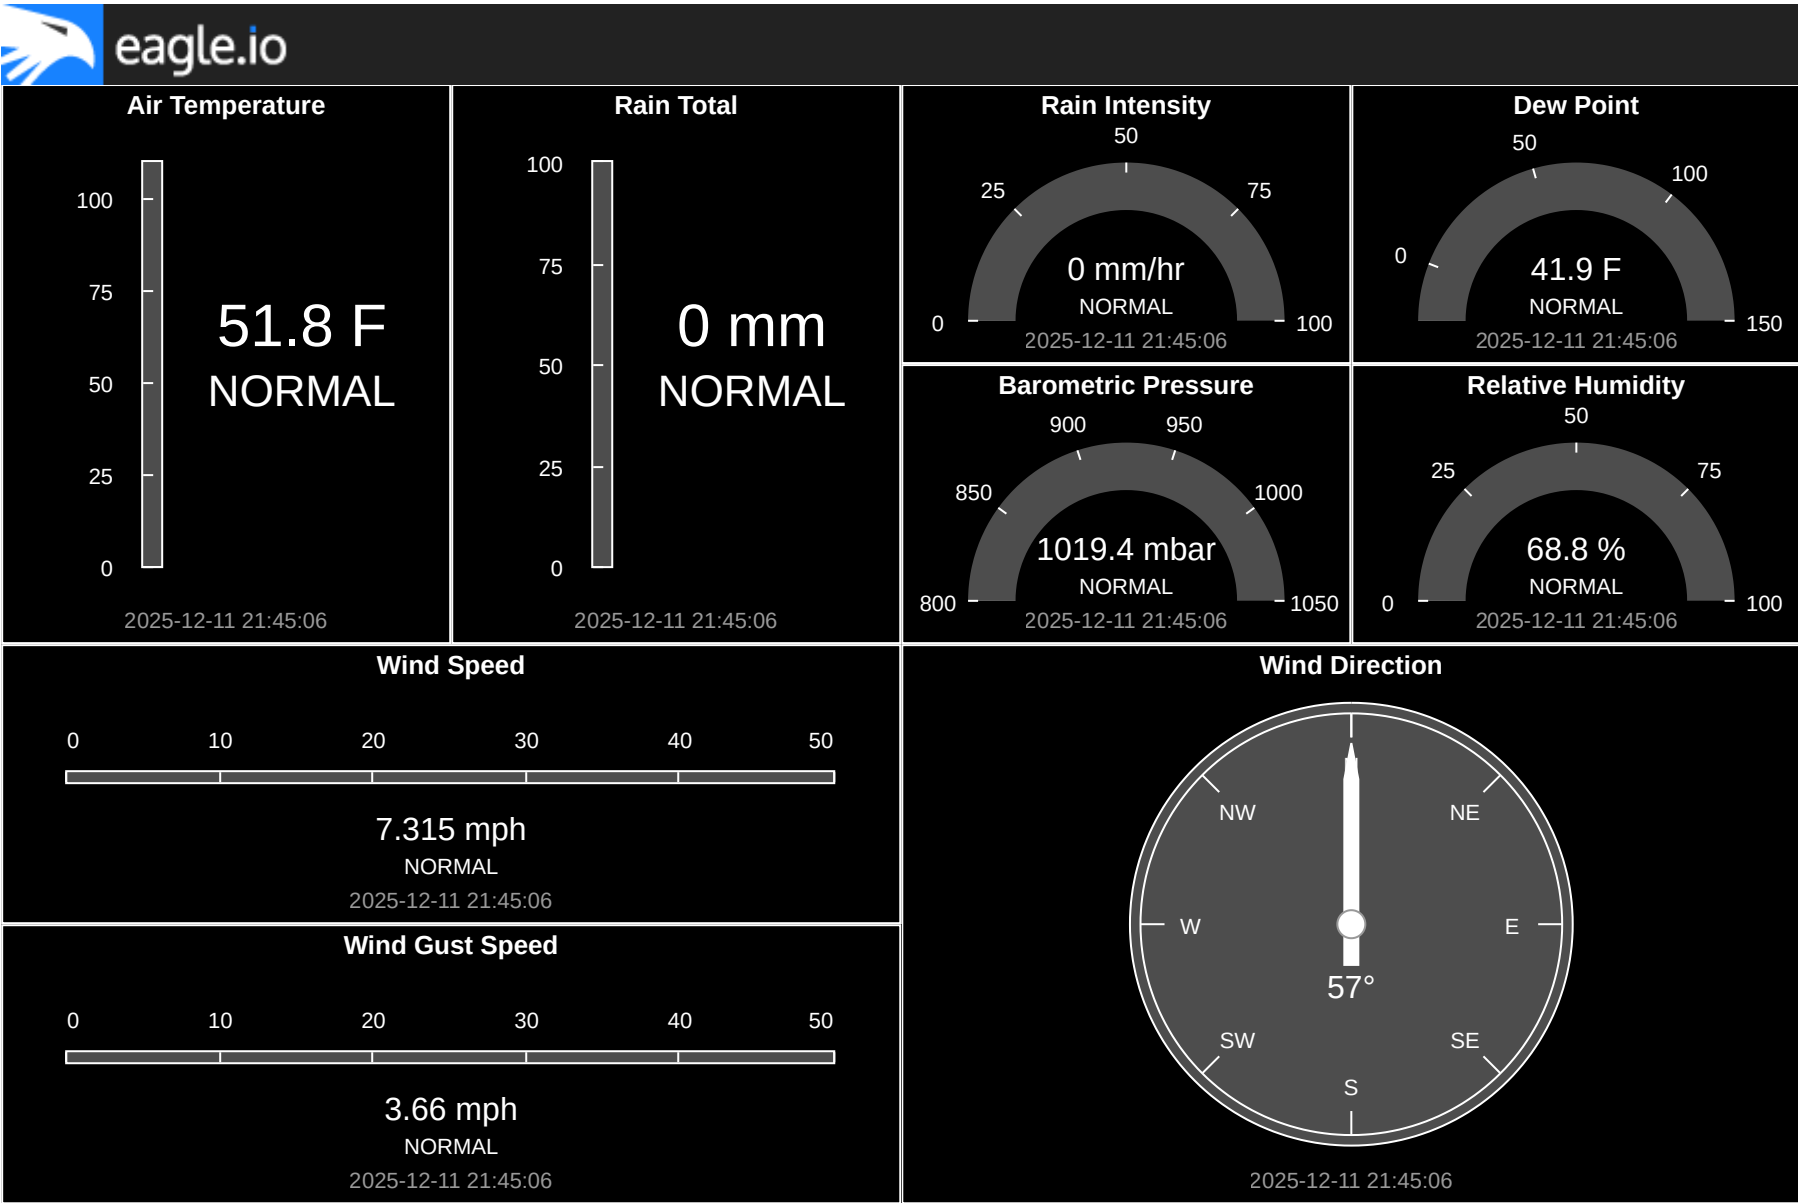 eagle.io
Air Temperature
100
75
50
25
0
51.8 F
NORMAL
2025-12-11 21:45:06
Rain Total
100
75
50
25
0
0 mm
NORMAL
2025-12-11 21:45:06
Rain Intensity
50
25
75
0
100
0 mm/hr
NORMAL
2025-12-11 21:45:06
Dew Point
50
100
0
150
41.9 F
NORMAL
2025-12-11 21:45:06
Barometric Pressure
900
950
850
1000
800
1050
1019.4 mbar
NORMAL
2025-12-11 21:45:06
Relative Humidity
50
25
75
0
100
68.8 %
NORMAL
2025-12-11 21:45:06
Wind Speed
0 10 20 30 40 50
7.315 mph
NORMAL
2025-12-11 21:45:06
Wind Gust Speed
0 10 20 30 40 50
3.66 mph
NORMAL
2025-12-11 21:45:06
Wind Direction
NW NE
W E
57°
SW SE
S
2025-12-11 21:45:06